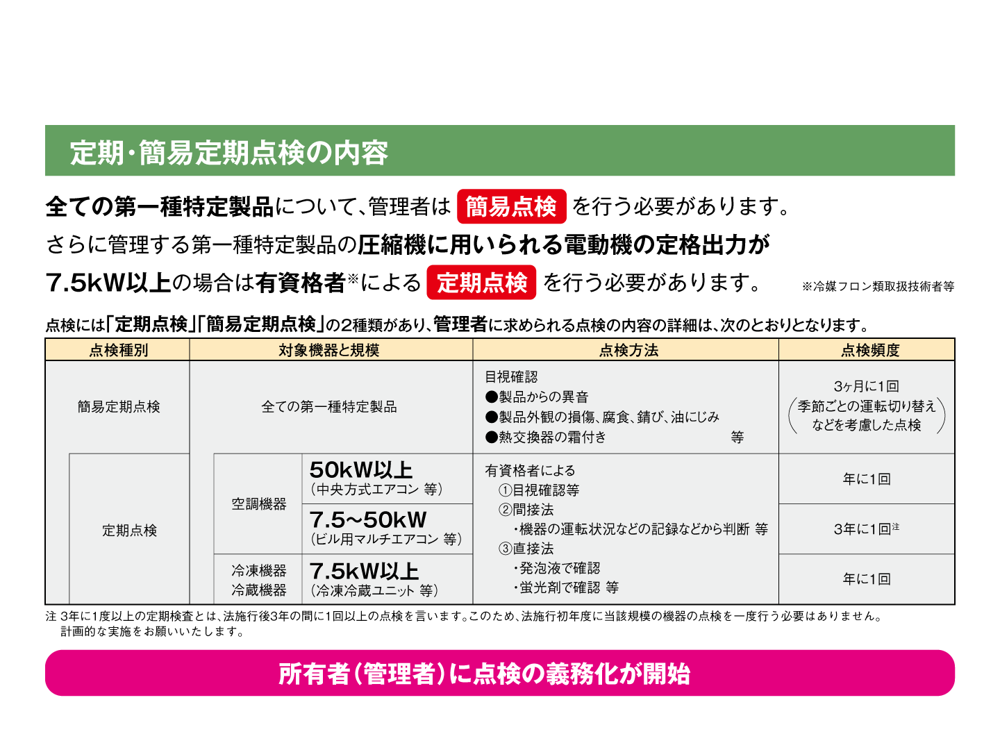 定期・簡易定期点検の内容
全ての第一種特定製品について、管理者は 簡易点検 を行う必要があります。
さらに管理する第一種特定製品の圧縮機に用いられる電動機の定格出力が
7.5kW以上の場合は有資格者※による 定期点検 を行う必要があります。 ※冷媒フロン類取扱技術者等
点検には「定期点検」「簡易定期点検」の2種類があり、管理者に求められる点検の内容の詳細は、次のとおりとなります。
点検種別 対象機器と規模 点検方法 点検頻度
簡易定期点検
全ての第一種特定製品
目視確認
●製品からの異音
●製品外観の損傷、腐食、錆び、油にじみ
●熱交換器の霜付き 等
3ヶ月に1回
(季節ごとの運転切り替え
などを考慮した点検)
定期点検
空調機器
50kW以上
(中央方式エアコン 等)
7.5〜50kW
(ビル用マルチエアコン 等)
冷凍機器
冷蔵機器
7.5kW以上
(冷凍冷蔵ユニット 等)
有資格者による
①目視確認等
②間接法
・機器の運転状況などの記録などから判断 等
③直接法
・発泡液で確認
・蛍光剤で確認 等
年に1回
3年に1回注
年に1回
注 3年に1度以上の定期検査とは、法施行後3年の間に1回以上の点検を言います。このため、法施行初年度に当該規模の機器の点検を一度行う必要はありません。
計画的な実施をお願いいたします。
所有者(管理者)に点検の義務化が開始